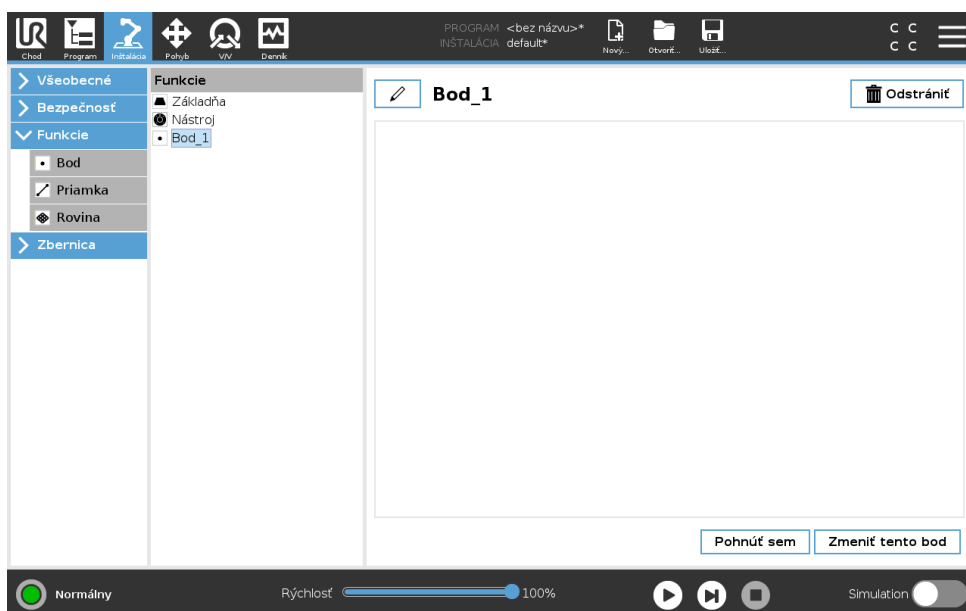 PROGRAM <bez názvu>*
INŠTALÁCIA default*
Chod Program Inštalácia Pohyb V/V Denník Nový... Otvoriť... Uložiť...
C C
C C
Všeobecné
Bezpečnosť
Funkcie
Bod
Priamka
Rovina
Zbernica
Funkcie
Základňa
Nástroj
Bod_1
Bod_1
Odstrániť
Pohnúť sem
Zmeniť tento bod
Normálny
Rýchlosť
100%
Simulation